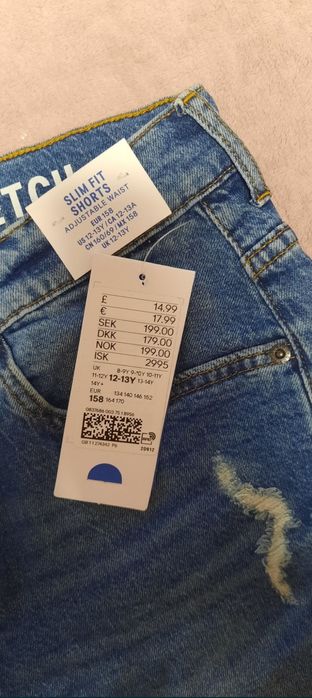 SLIM FIT
SHORTS
ADJUSTABLE WAIST
EUR 158
US 12-13Y / CA 12-13A
CN 160/69 / MX 158
UK 12-13Y
£ 14.99
€ 17.99
SEK 199.00
DKK 179.00
NOK 199.00
ISK 2995
UK 8-9Y 9-10Y 10-11Y
11-12Y 12-13Y 13-14Y
14Y+
EUR 134 140 146 152
158 164 170